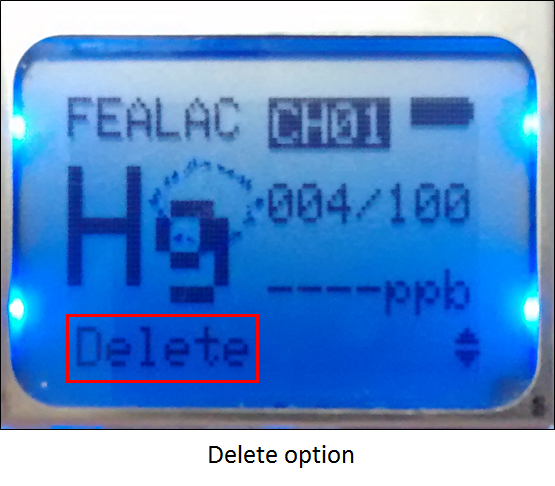 FEALAC CH01
Hg 004/100
----ppb
Delete
Delete option